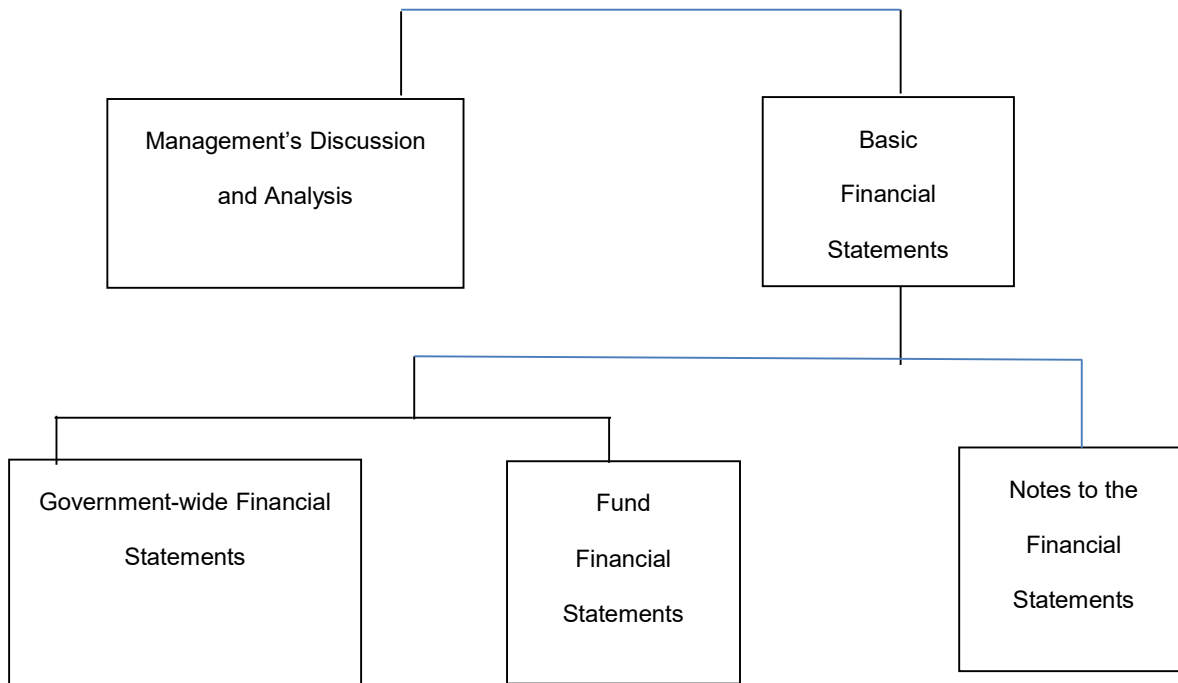 Management’s Discussion
and Analysis
Basic
Financial
Statements
Government-wide Financial
Statements
Fund
Financial
Statements
Notes to the
Financial
Statements